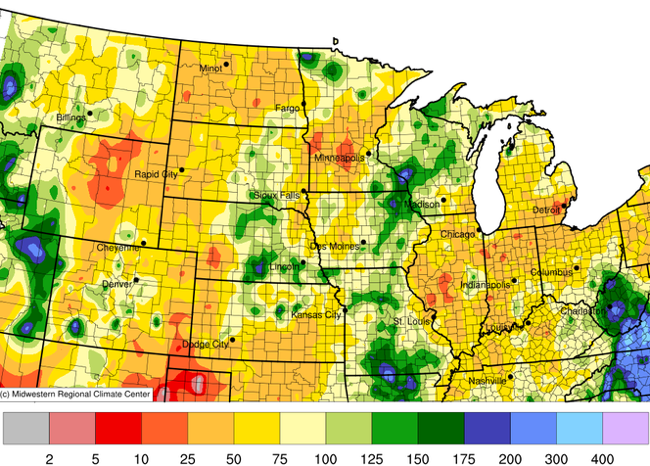 Minot
Fargo
Billings
Minneapolis
Rapid City
Sioux Falls
Madison
Detroit
Chicago
Cheyenne
Des Moines
Lincoln
Columbus
Denver
Indianapolis
Charleston
Kansas City
St. Louis
Louisville
Dodge City
Nashville
(c) Midwestern Regional Climate Center
2 5 10 25 50 75 100 125 150 175 200 300 400